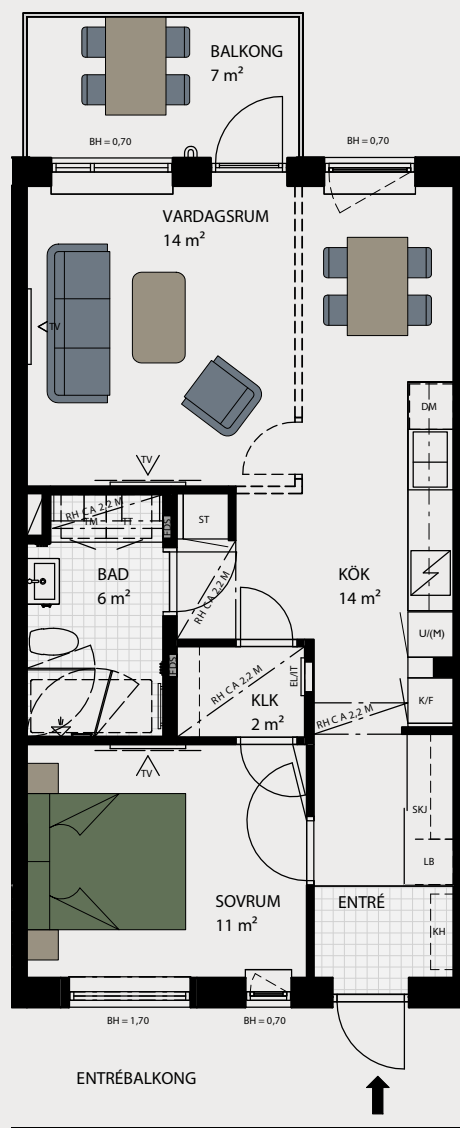 BALKONG
7 m²
BH = 0,70
BH = 0,70
VARDAGSRUM
14 m²
TV
DM
TV
RH CA 2,2 M
TM
TT
FDS
ST
BAD
6 m²
RH CA 2,2 M
KÖK
14 m²
U/(M)
FDS
RH CA 2,2 M
EL/IT
KLK
2 m²
K/F
RH CA 2,2 M
TV
SKJ
LB
SOVRUM
11 m²
ENTRÉ
KH
BH = 1,70
BH = 0,70
ENTRÉBALKONG